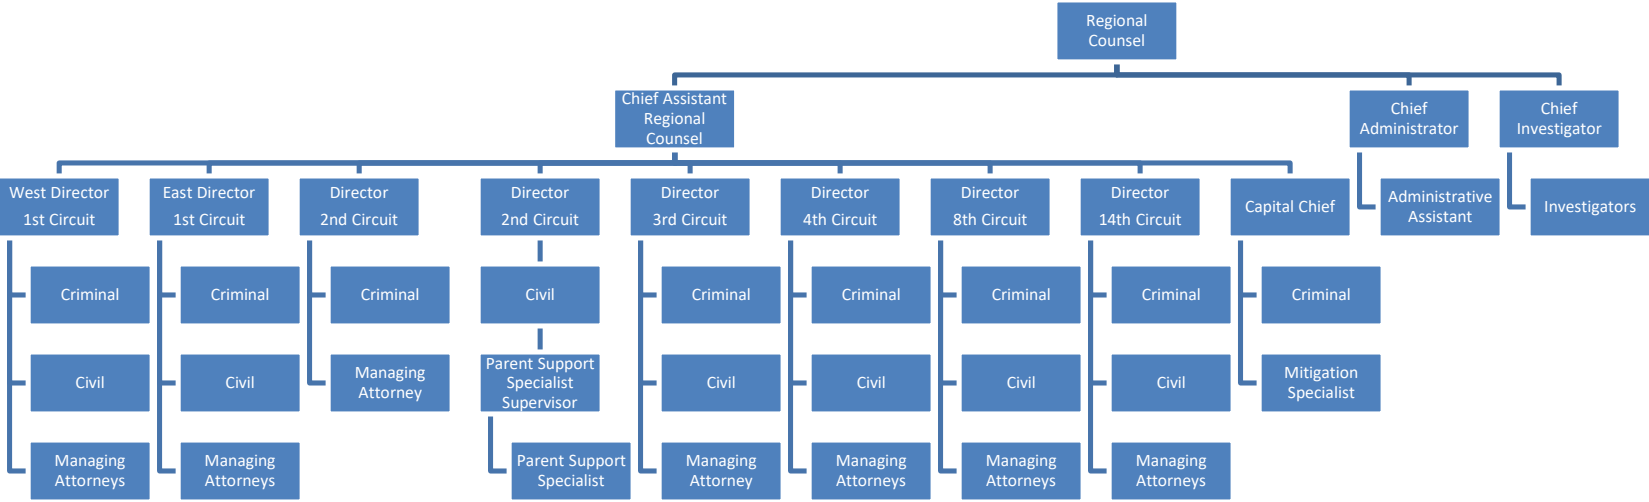 Regional
Counsel
Chief Assistant
Regional
Counsel
Chief
Administrator
Chief
Investigator
West Director
1st Circuit
East Director
1st Circuit
Director
2nd Circuit
Director
2nd Circuit
Director
3rd Circuit
Director
4th Circuit
Director
8th Circuit
Director
14th Circuit
Capital Chief
Administrative
Assistant
Investigators
Criminal
Criminal
Criminal
Civil
Criminal
Criminal
Criminal
Criminal
Criminal
Civil
Civil
Managing
Attorney
Parent Support
Specialist
Supervisor
Civil
Civil
Civil
Civil
Mitigation
Specialist
Managing
Attorneys
Managing
Attorneys
Parent Support
Specialist
Managing
Attorney
Managing
Attorneys
Managing
Attorneys
Managing
Attorneys